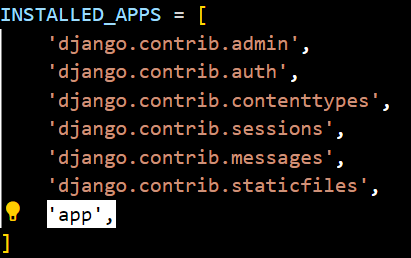 INSTALLED_APPS = [
    'django.contrib.admin',
    'django.contrib.auth',
    'django.contrib.contenttypes',
    'django.contrib.sessions',
    'django.contrib.messages',
    'django.contrib.staticfiles',
    'app',
]